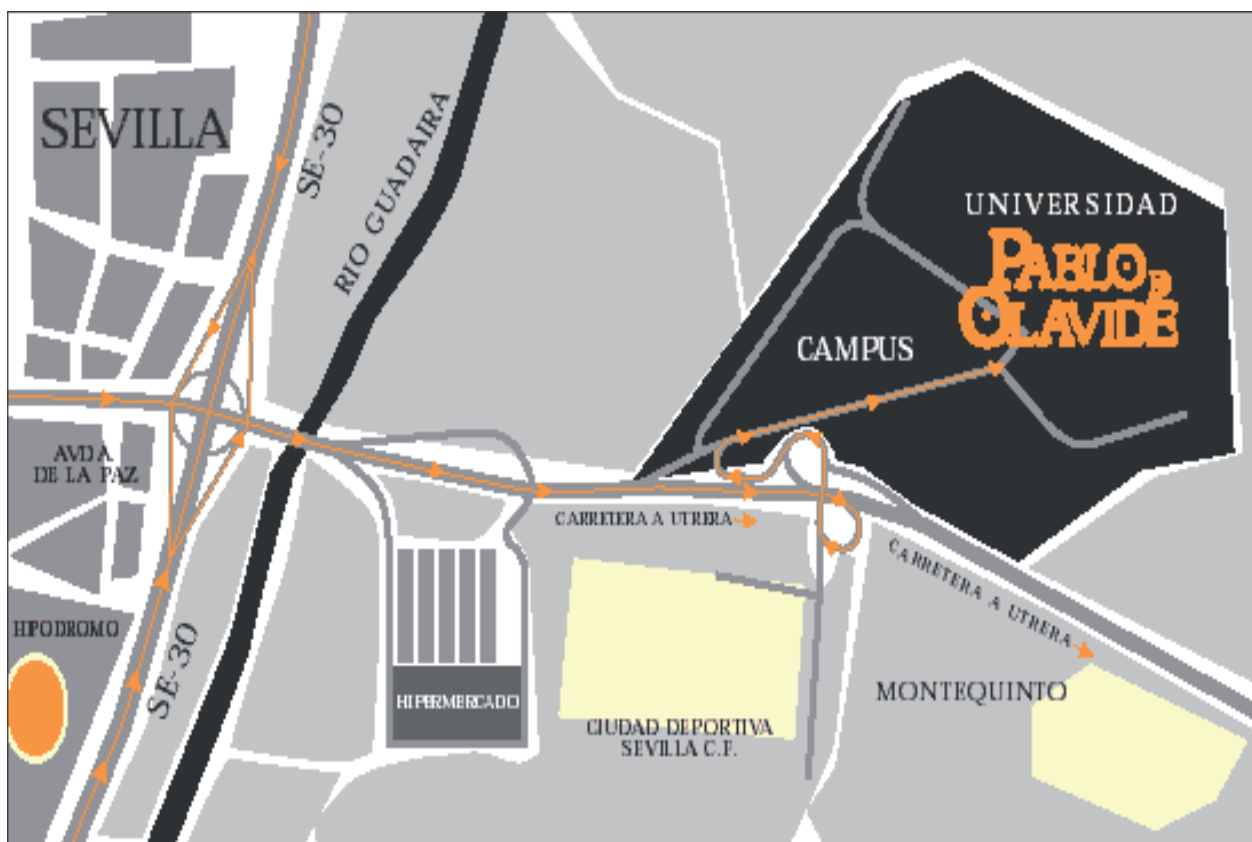 SEVILLA
SE-30
RIO GUADAIRA
UNIVERSIDAD
PABLO D
OLAVIDE
CAMPUS
AVDA
DE LA PAZ
CARRETERA A UTRERA
CARRETERA A UTRERA
HIPODROMO
SE-30
HIPERMERCADO
MONTEQUINTO
CIUDAD DEPORTIVA
SEVILLA C.F.